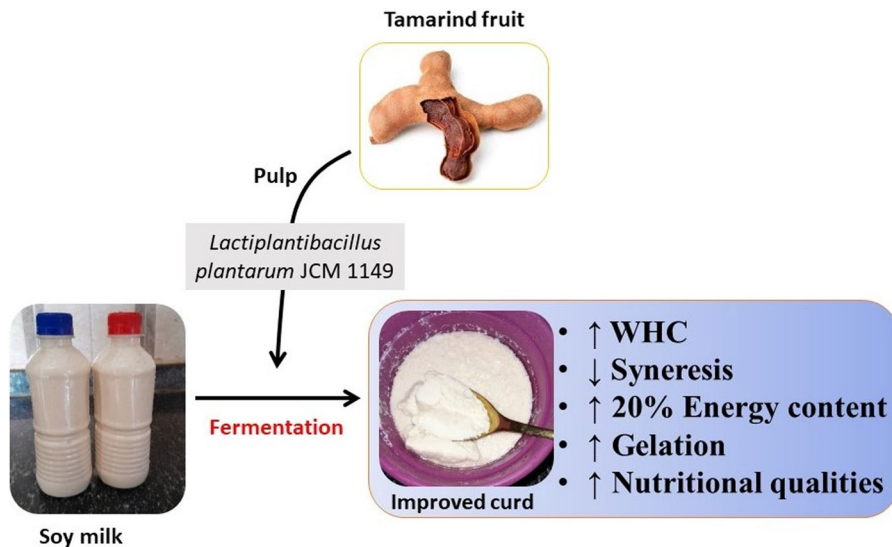 Tamarind fruit
Pulp
Lactiplantibacillus
plantarum JCM 1149
Fermentation
Soy milk
Improved curd
• ↑ WHC
• ↓ Syneresis
• ↑ 20% Energy content
• ↑ Gelation
• ↑ Nutritional qualities